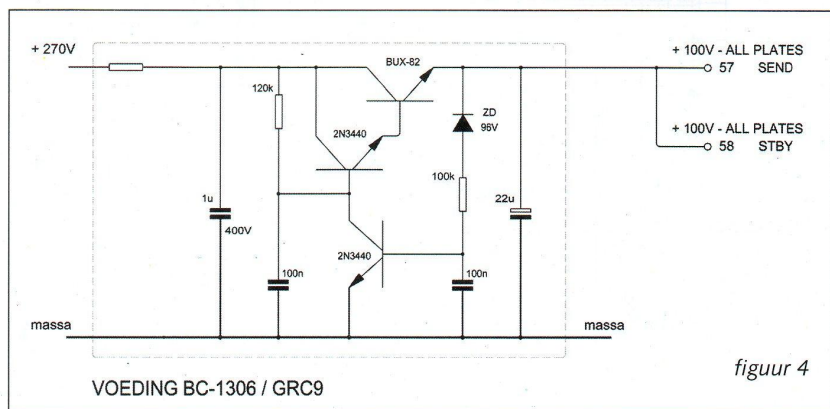 + 270V
BUX-82
+ 100V - ALL PLATES
57 SEND
120k
ZD
96V
2N3440
+ 100V - ALL PLATES
58 STBY
100k
1u
400V
22u
2N3440
100n
100n
massa
massa
figuur 4
VOEDING BC-1306 / GRC9